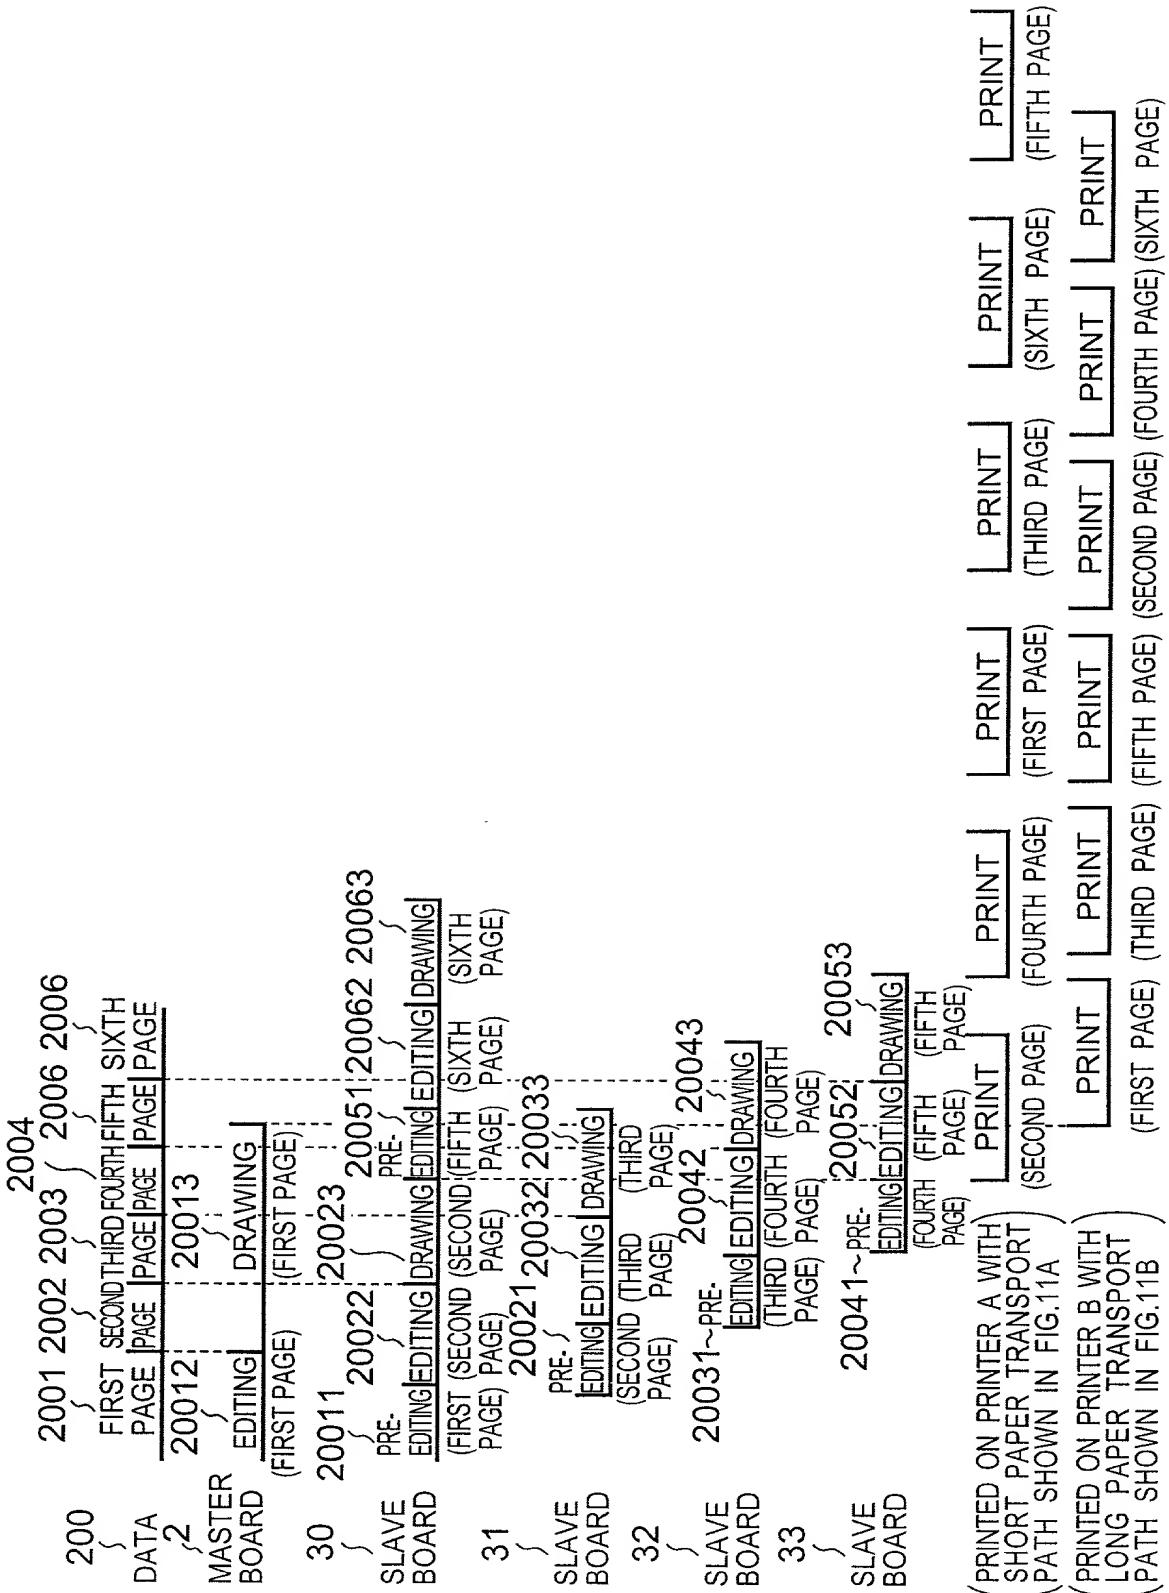 2004
2001 2002 2003 2006 2006
200
FIRST SECOND THIRD FOURTH FIFTH SIXTH
DATA
PAGE PAGE PAGE PAGE PAGE PAGE
2
20012 20013
MASTER
BOARD
EDITING DRAWING
(FIRST PAGE) (FIRST PAGE)
30
20011 20022 20023 20051 20062 20063
SLAVE
BOARD
PRE-
EDITING EDITING DRAWING
PRE-
EDITING EDITING DRAWING
(FIRST PAGE) (SECOND PAGE) (SECOND PAGE) (FIFTH PAGE) (SIXTH PAGE) (SIXTH PAGE)
31
20021 20032 20033
SLAVE
BOARD
PRE-
EDITING EDITING DRAWING
(SECOND PAGE) (THIRD PAGE) (THIRD PAGE)
32
20031~PRE-
20042 20043
SLAVE
BOARD
EDITING EDITING DRAWING
(THIRD PAGE) (FOURTH PAGE) (FOURTH PAGE)
33
20041~PRE-
20052 20053
SLAVE
BOARD
EDITING EDITING DRAWING
(FOURTH PAGE) (FIFTH PAGE) (FIFTH PAGE)
(PRINTED ON PRINTER A WITH
SHORT PAPER TRANSPORT
PATH SHOWN IN FIG.11A)
PRINT PRINT PRINT PRINT PRINT PRINT
(SECOND PAGE) (FOURTH PAGE) (FIRST PAGE) (THIRD PAGE) (SIXTH PAGE) (FIFTH PAGE)
(PRINTED ON PRINTER B WITH
LONG PAPER TRANSPORT
PATH SHOWN IN FIG.11B)
PRINT PRINT PRINT PRINT PRINT PRINT
(FIRST PAGE) (THIRD PAGE) (FIFTH PAGE) (SECOND PAGE) (FOURTH PAGE) (SIXTH PAGE)